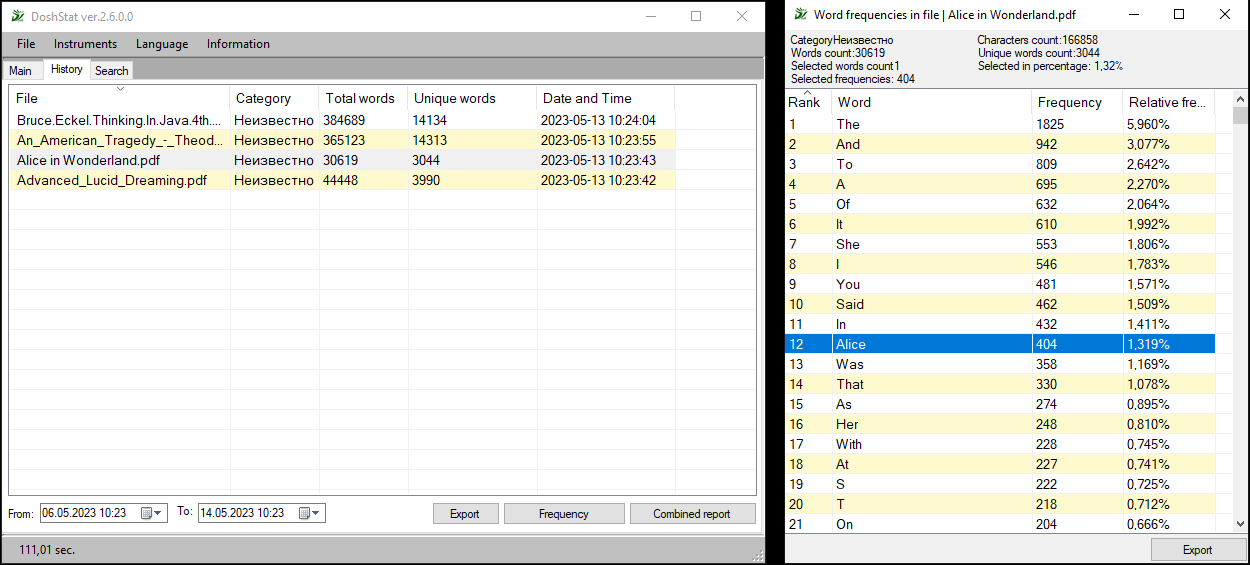 DoshStat ver.2.6.0.0
File Instruments Language Information
Main History Search
File Category Total words Unique words Date and Time
Bruce.Eckel.Thinking.In.Java.4th.... Неизвестно 384689 14134 2023-05-13 10:24:04
An_American_Tragedy_-_Theod... Неизвестно 365123 14313 2023-05-13 10:23:55
Alice in Wonderland.pdf Неизвестно 30619 3044 2023-05-13 10:23:43
Advanced_Lucid_Dreaming.pdf Неизвестно 44448 3990 2023-05-13 10:23:42
From: 06.05.2023 10:23 To: 14.05.2023 10:23 Export Frequency Combined report
111,01 sec.
Word frequencies in file | Alice in Wonderland.pdf
CategoryНеизвестно Characters count:166858
Words count:30619 Unique words count:3044
Selected words count1 Selected in percentage: 1,32%
Selected frequencies: 404
Rank Word Frequency Relative fre...
1 The 1825 5,960%
2 And 942 3,077%
3 To 809 2,642%
4 A 695 2,270%
5 Of 632 2,064%
6 It 610 1,992%
7 She 553 1,806%
8 I 546 1,783%
9 You 481 1,571%
10 Said 462 1,509%
11 In 432 1,411%
12 Alice 404 1,319%
13 Was 358 1,169%
14 That 330 1,078%
15 As 274 0,895%
16 Her 248 0,810%
17 With 228 0,745%
18 At 227 0,741%
19 S 222 0,725%
20 T 218 0,712%
21 On 204 0,666%
Export